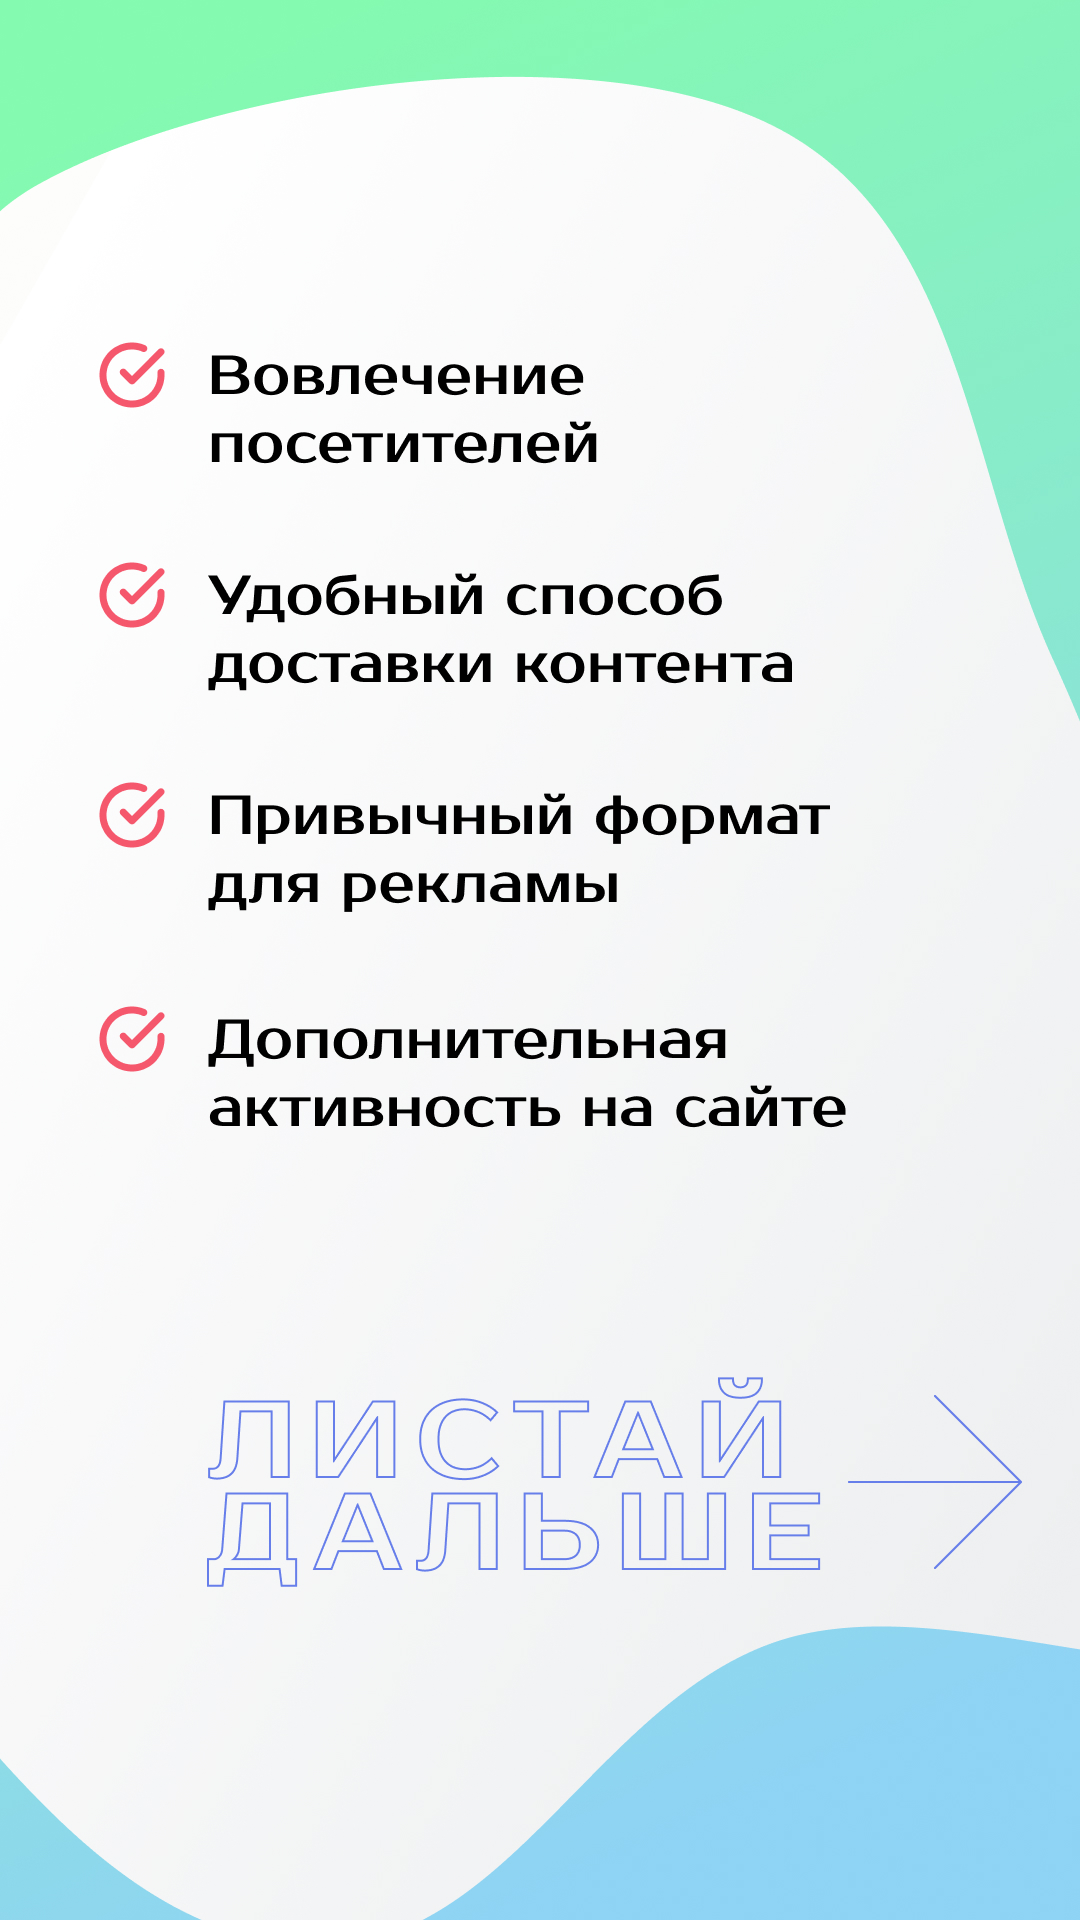 Вовлечение
посетителей
Удобный способ
доставки контента
Привычный формат
для рекламы
Дополнительная
активность на сайте
ЛИСТАЙ
ДАЛЬШЕ